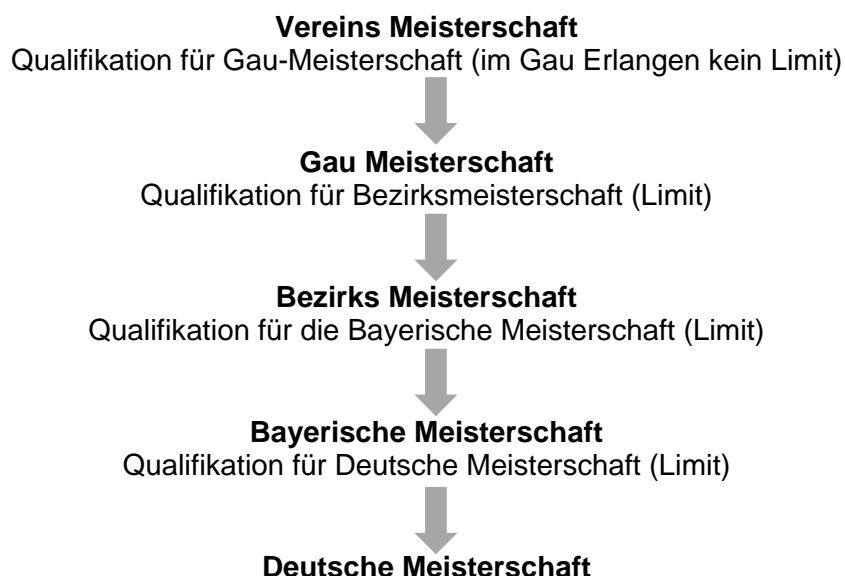 Vereins Meisterschaft
Qualifikation für Gau-Meisterschaft (im Gau Erlangen kein Limit)
Gau Meisterschaft
Qualifikation für Bezirksmeisterschaft (Limit)
Bezirks Meisterschaft
Qualifikation für die Bayerische Meisterschaft (Limit)
Bayerische Meisterschaft
Qualifikation für Deutsche Meisterschaft (Limit)
Deutsche Meisterschaft